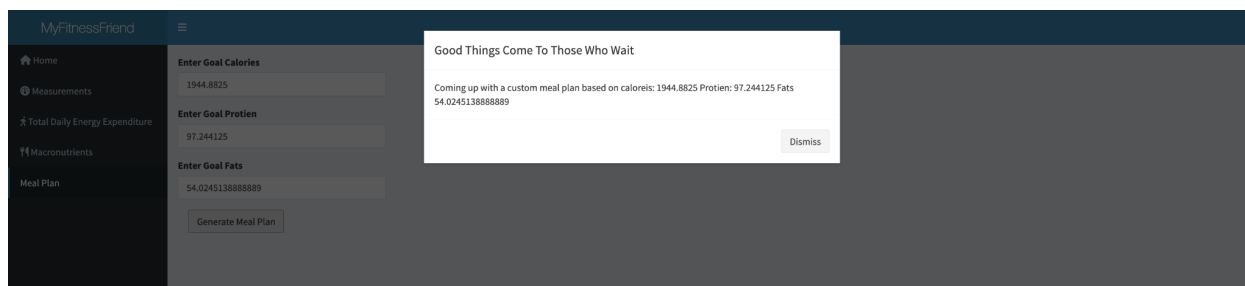 MyFitnessFriend
Home
Measurements
Total Daily Energy Expenditure
Macronutrients
Meal Plan
Enter Goal Calories
1944.8825
Enter Goal Protien
97.244125
Enter Goal Fats
54.0245138888889
Generate Meal Plan
Good Things Come To Those Who Wait
Coming up with a custom meal plan based on caloreis: 1944.8825 Protien: 97.244125 Fats
54.0245138888889
Dismiss